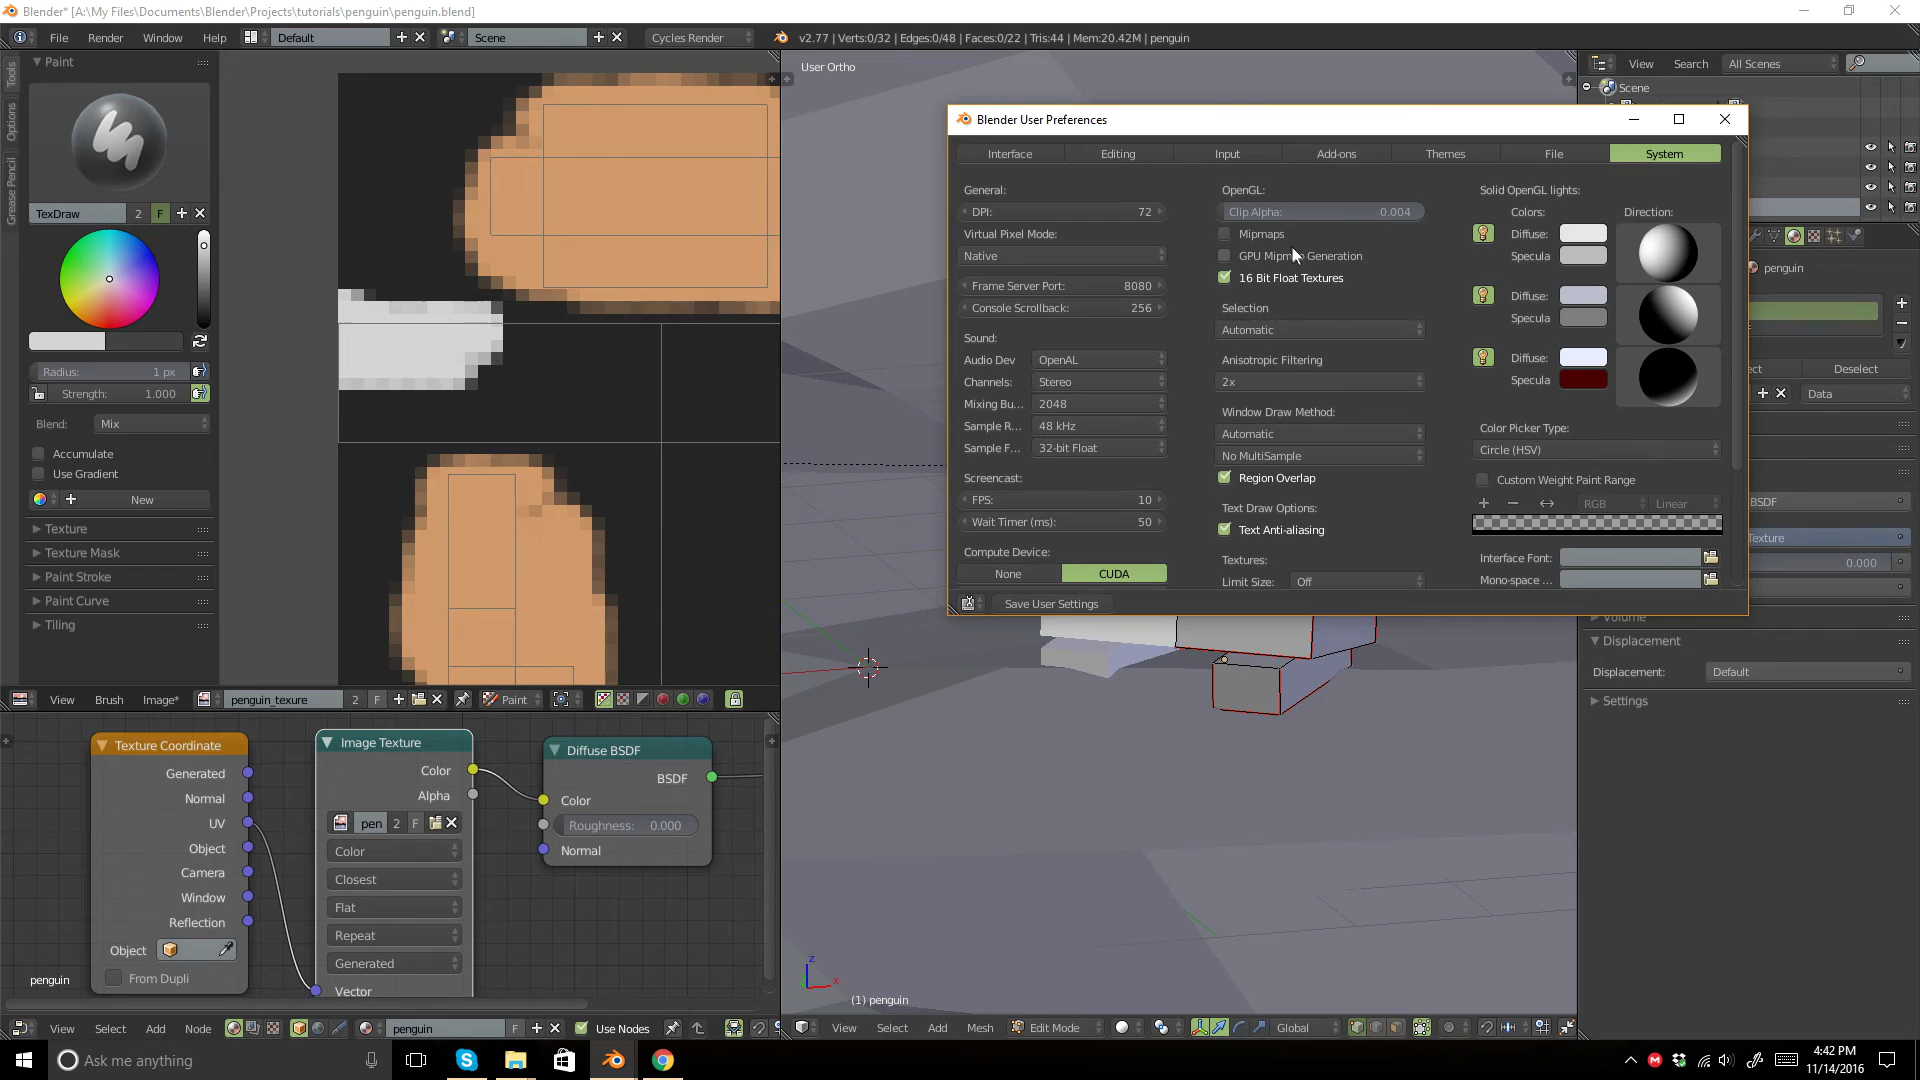 Blender* [A:\My Files\Documents\Blender\Projects\tutorials\penguin\penguin.blend]
File
Render
Window
Help
Default
Scene
Cycles Render
v2.77 | Verts:0/32 | Edges:0/48 | Faces:0/22 | Tris:44 | Mem:20.42M | penguin
Tools
Options
Grease Pencil
Paint
TexDraw
2
F
Radius:
1 px
Strength:
1.000
Blend:
Mix
Accumulate
Use Gradient
New
Texture
Texture Mask
Paint Stroke
Paint Curve
Tiling
View
Brush
Image*
penguin_texure
2
F
Paint
Texture Coordinate
Generated
Normal
UV
Object
Camera
Window
Reflection
Object
From Dupli
penguin
Image Texture
Color
Alpha
pen
2
F
Color
Closest
Flat
Repeat
Generated
Vector
Diffuse BSDF
BSDF
Color
Roughness:
0.000
Normal
View
Select
Add
Node
penguin
F
Use Nodes
User Ortho
(1) penguin
z
x
View
Select
Add
Mesh
Edit Mode
Global
Blender User Preferences
Interface
Editing
Input
Add-ons
Themes
File
System
General:
DPI:
72
Virtual Pixel Mode:
Native
Frame Server Port:
8080
Console Scrollback:
256
Sound:
Audio Dev
OpenAL
Channels:
Stereo
Mixing Bu...
2048
Sample R...
48 kHz
Sample F...
32-bit Float
Screencast:
FPS:
10
Wait Timer (ms):
50
Compute Device:
None
CUDA
OpenGL:
Clip Alpha:
0.004
Mipmaps
GPU Mipmap Generation
16 Bit Float Textures
Selection
Automatic
Anisotropic Filtering
2x
Window Draw Method:
Automatic
No MultiSample
Region Overlap
Text Draw Options:
Text Anti-aliasing
Textures:
Limit Size:
Off
Solid OpenGL lights:
Colors:
Direction:
Diffuse:
Specula
Diffuse:
Specula
Diffuse:
Specula
Color Picker Type:
Circle (HSV)
Custom Weight Paint Range
RGB
Linear
Interface Font:
Mono-space ...
Save User Settings
View
Search
All Scenes
Scene
penguin
ect
Deselect
Data
BSDF
Texture
0.000
Volume
Displacement
Displacement:
Default
Settings
Ask me anything
4:42 PM
11/14/2016